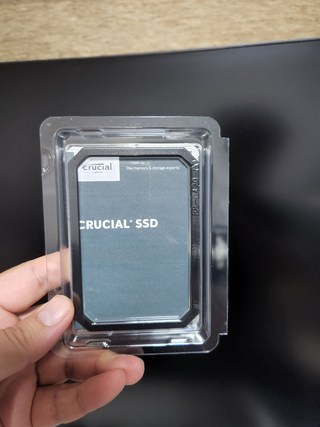 crucial
The memory & storage experts
CRUCIAL® SSD